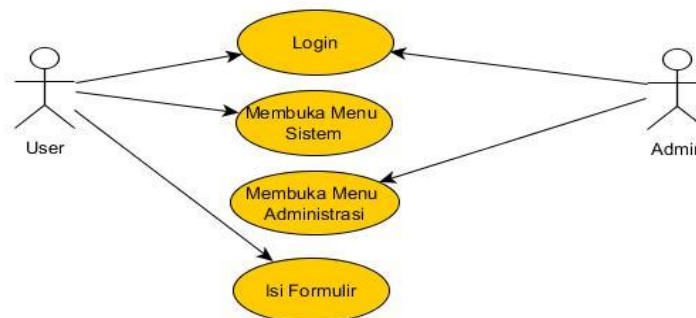 Login
Membuka Menu
Sistem
User
Admin
Membuka Menu
Administrasi
Isi Formulir